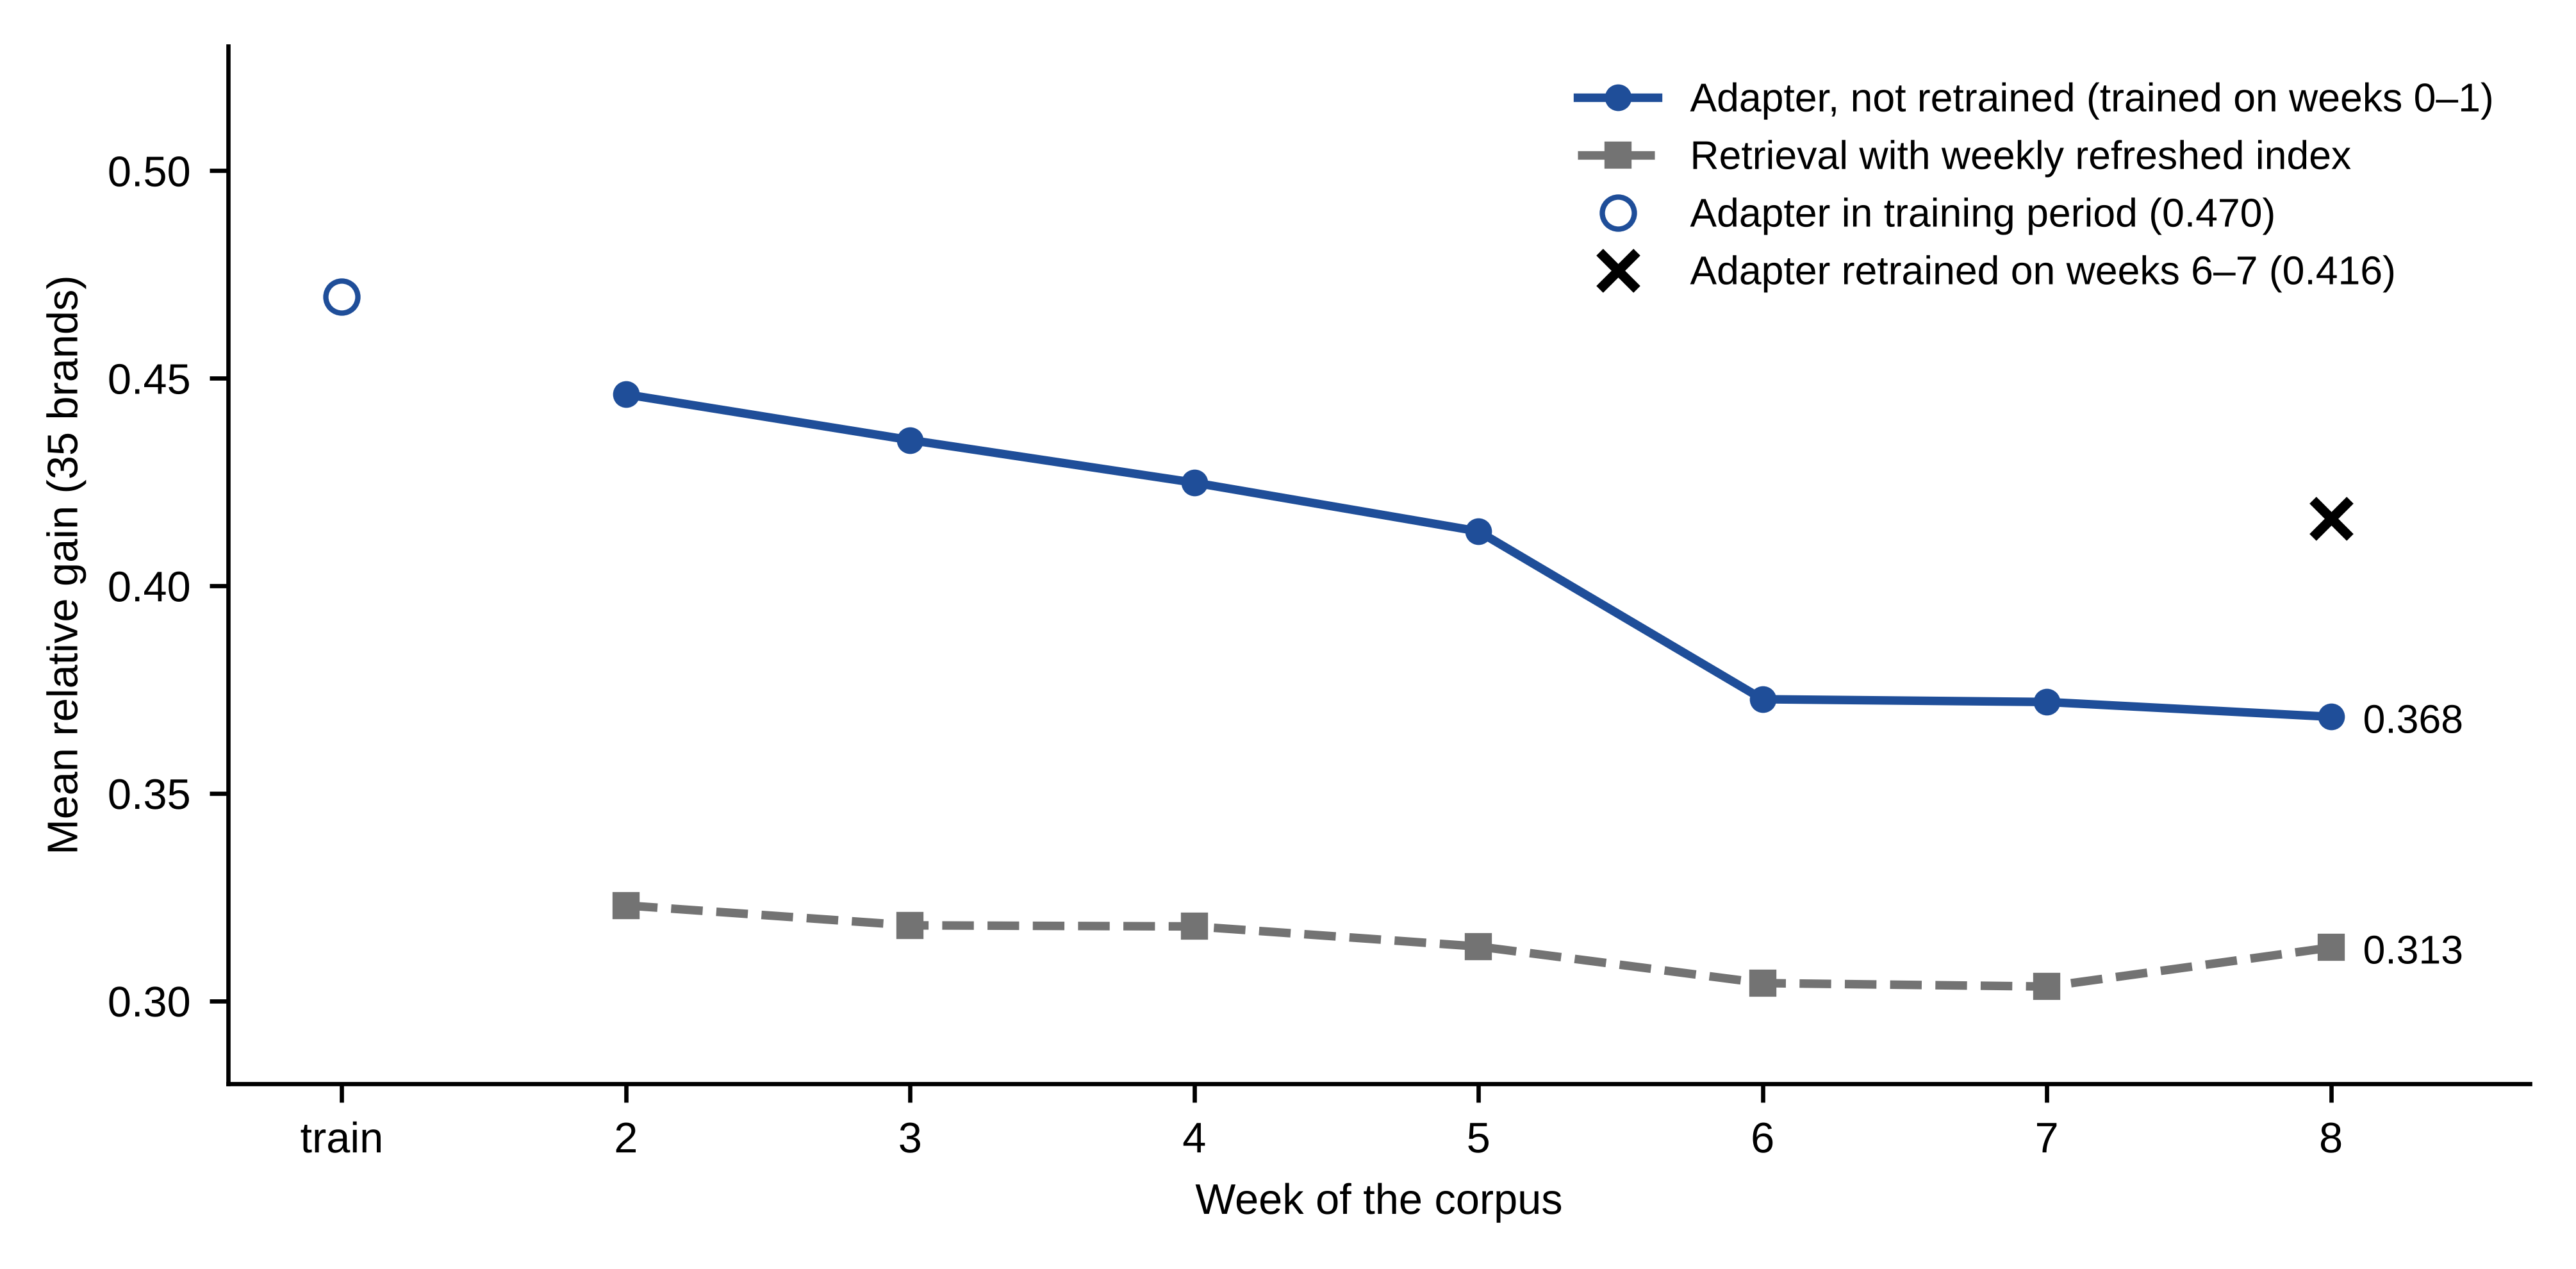 Adapter, not retrained (trained on weeks 0–1)
Retrieval with weekly refreshed index
Adapter in training period (0.470)
Adapter retrained on weeks 6–7 (0.416)
Mean relative gain (35 brands)
0.50
0.45
0.40
0.35
0.30
0.368
0.313
train 2 3 4 5 6 7 8
Week of the corpus